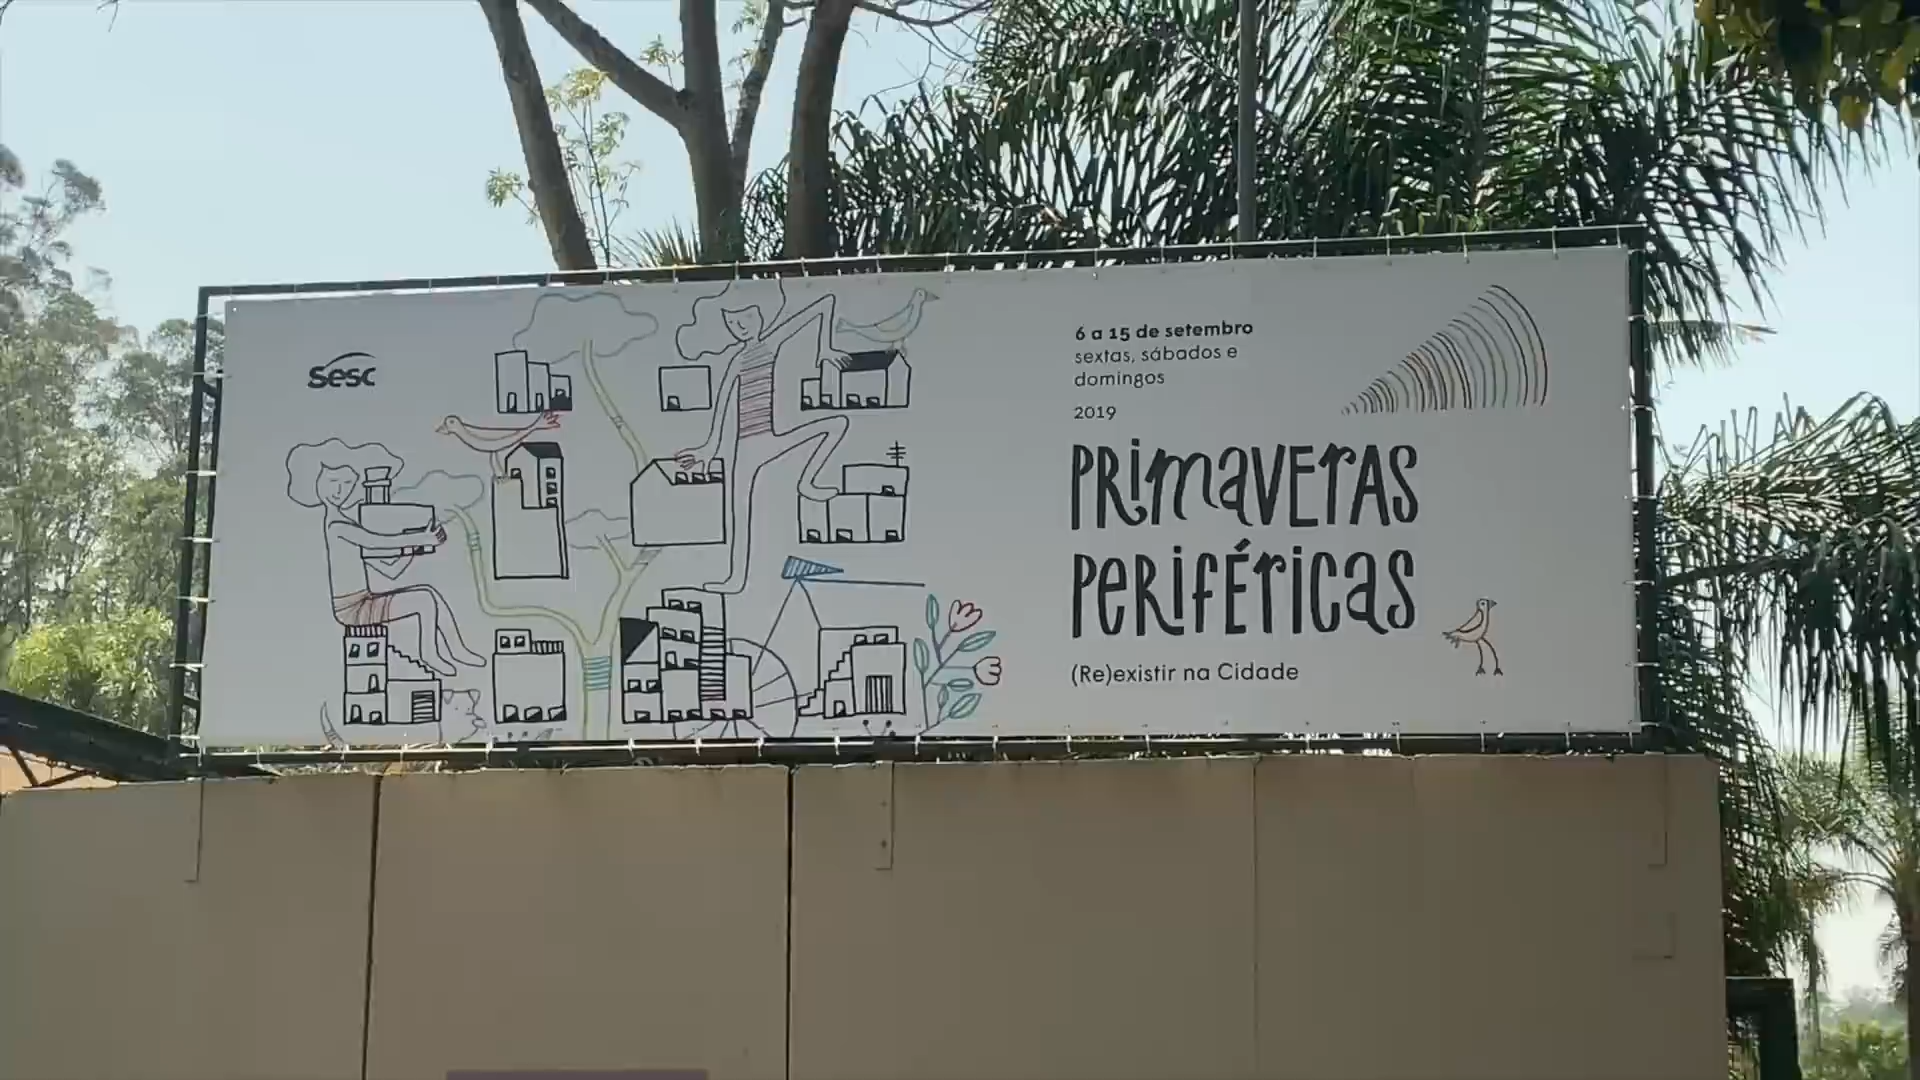 sesc
6 a 15 de setembro
sextas, sábados e
domingos
2019
PRimaVERAS
PERiFÉRiCas
(Re)existir na Cidade